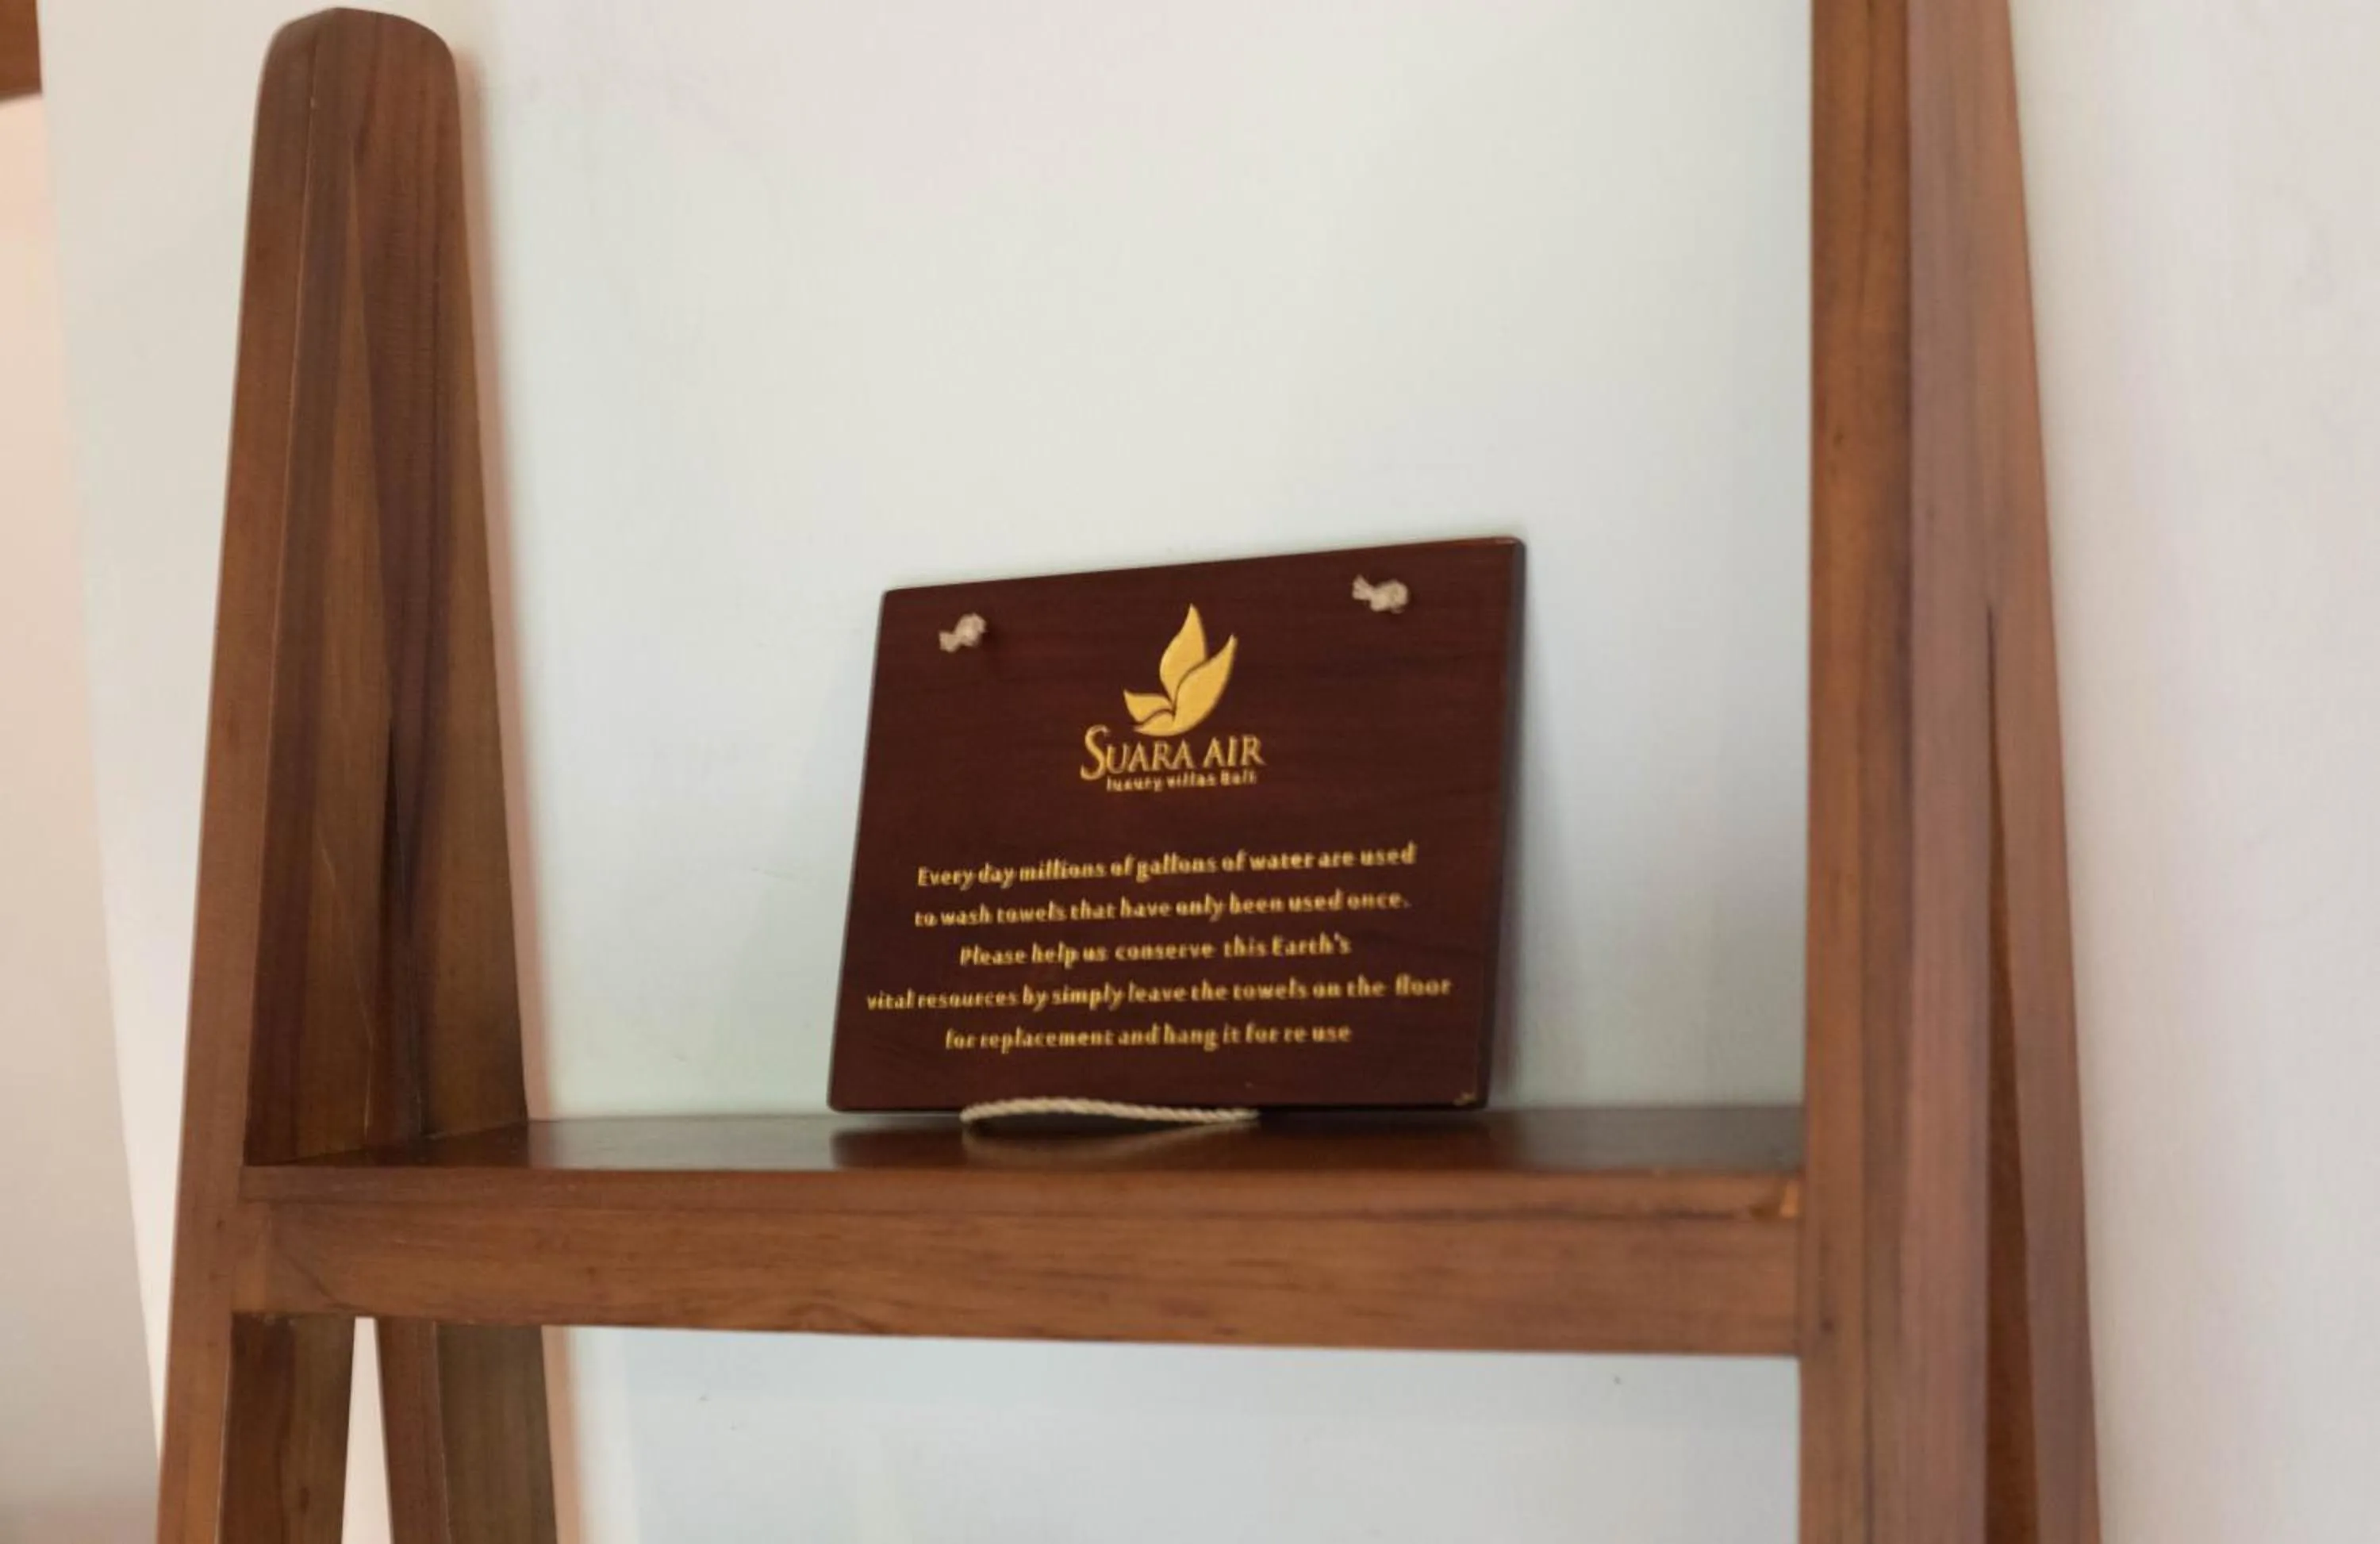 SUARA AIR
luxury villas Bali
Every day millions of gallons of water are used
to wash towels that have only been used once.
Please help us conserve this Earth's
vital resources by simply leave the towels on the floor
for replacement and hang it for re use